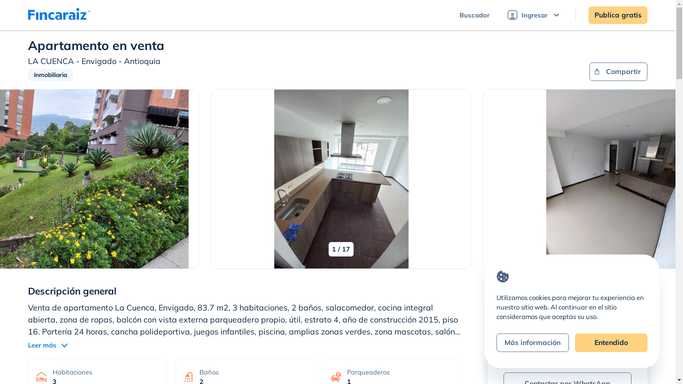 Fincaraiz
Buscador
Ingresar
Publica gratis
Apartamento en venta
LA CUENCA - Envigado - Antioquia
Inmobiliaria
Compartir
1 / 17
Descripción general
Venta de apartamento La Cuenca, Envigado, 83.7 m2, 3 habitaciones, 2 baños, salacomedor, cocina integral
abierta, zona de ropas, balcón con vista externa parqueadero propio, útil, estrato 4, año de construcción 2015, piso
16. Portería 24 horas, cancha polideportiva, juegos infantiles, piscina, amplias zonas verdes, zona mascotas, salón...
Leer más
Habitaciones
3
Baños
2
Parqueaderos
1
Utilizamos cookies para mejorar tu experiencia en
nuestro sitio web. Al continuar en el sitio
consideramos que aceptas su uso.
Más información
Entendido
Contactar por WhatsApp